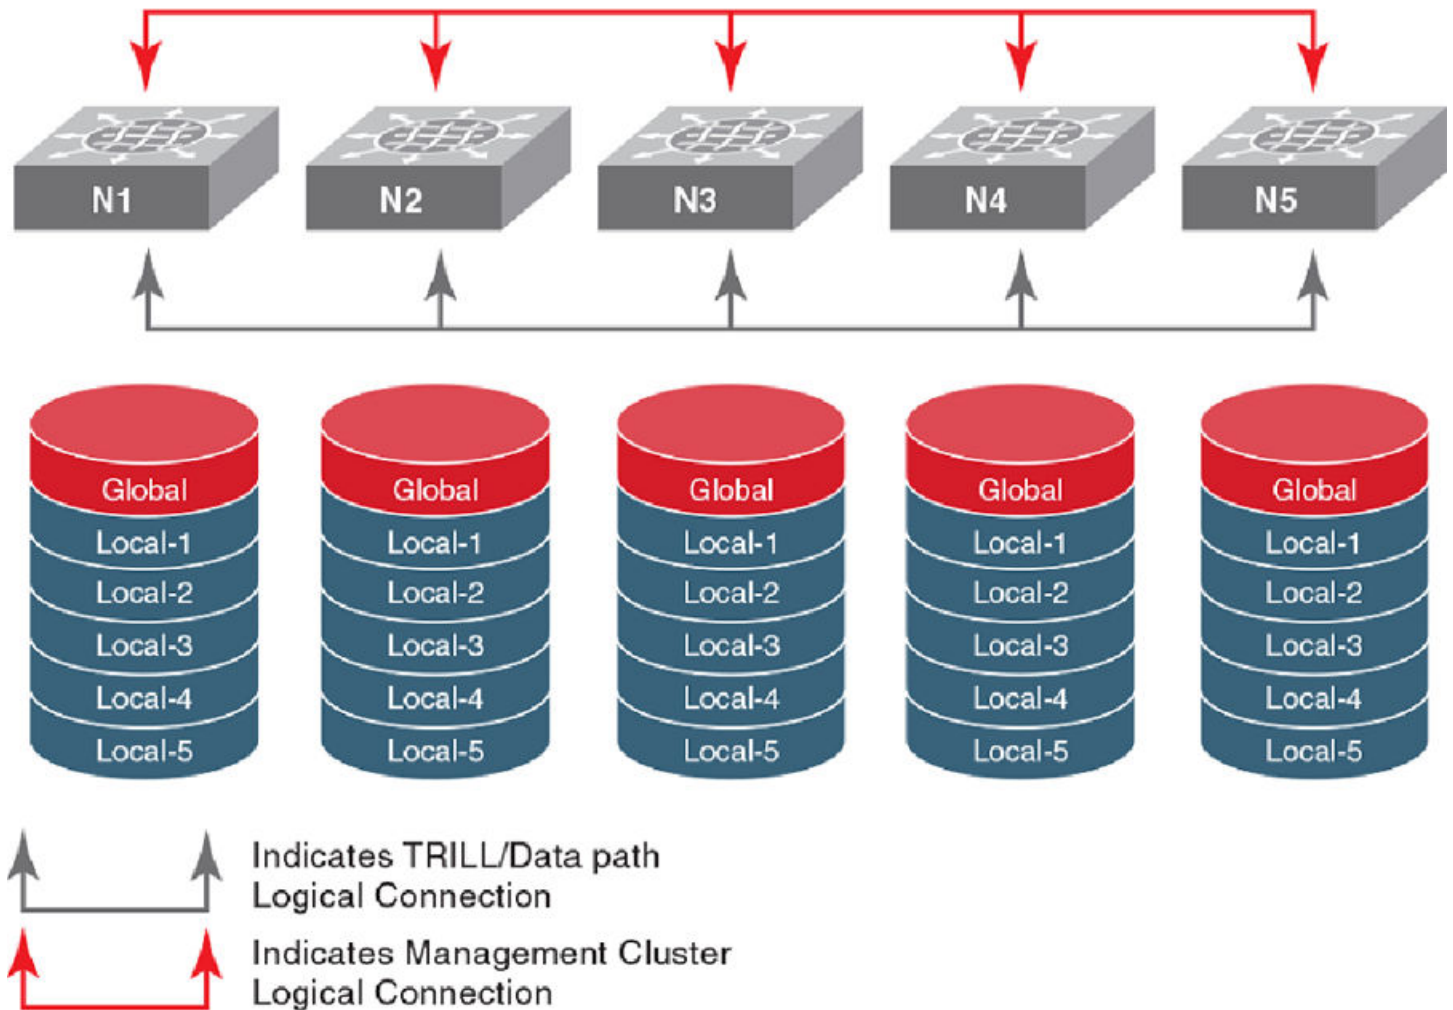 N1 N2 N3 N4 N5
Global Global Global Global Global
Local-1 Local-1 Local-1 Local-1 Local-1
Local-2 Local-2 Local-2 Local-2 Local-2
Local-3 Local-3 Local-3 Local-3 Local-3
Local-4 Local-4 Local-4 Local-4 Local-4
Local-5 Local-5 Local-5 Local-5 Local-5
Indicates TRILL/Data path
Logical Connection
Indicates Management Cluster
Logical Connection